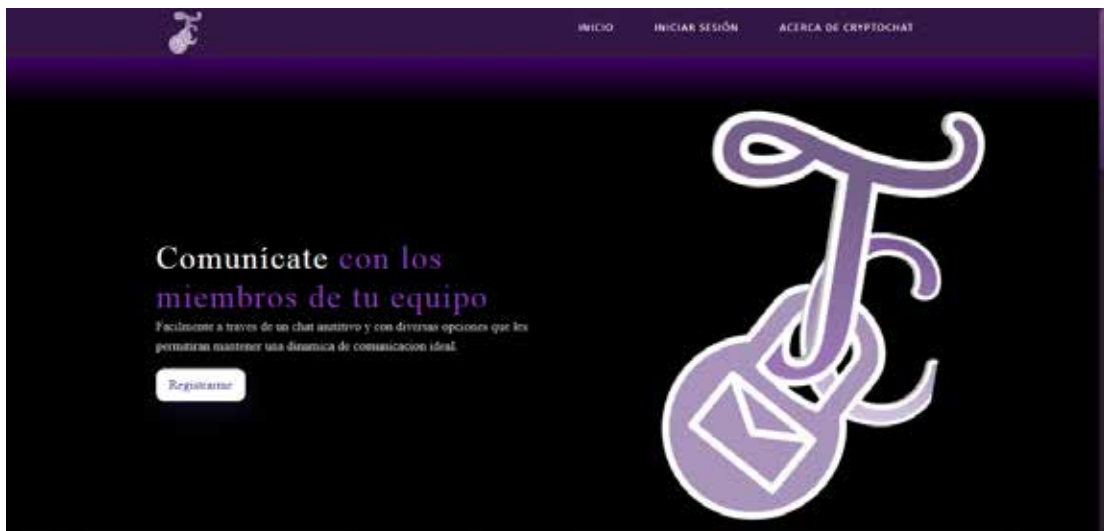 INICIO
INICIAR SESIÓN
ACERCA DE CRYPTOCHAT
Comunícate con los
miembros de tu equipo
Facilmente a traves de un chat y con diversas opciones que les
permitiran mantener una dinamica de comunicacion ideal.
Registrarme